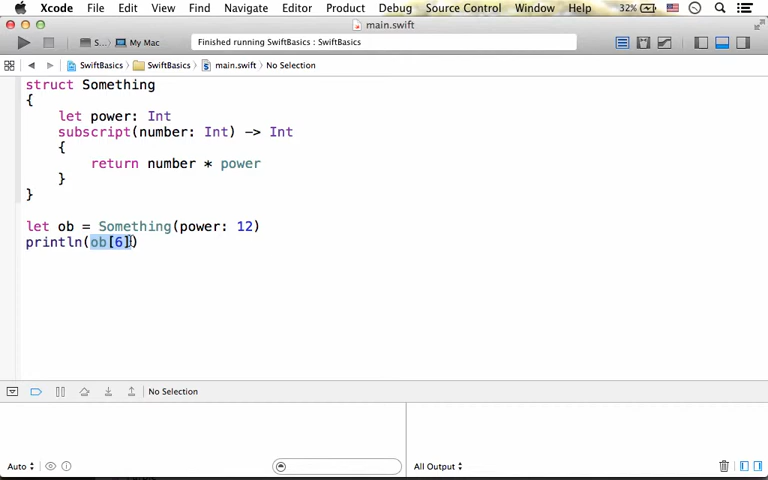 Xcode File Edit View Find Navigate Editor Product Debug Source Control Window Help 32%
main.swift
S... My Mac Finished running SwiftBasics : SwiftBasics
SwiftBasics SwiftBasics main.swift No Selection
struct Something
{
let power: Int
subscript(number: Int) -> Int
{
return number * power
}
}
let ob = Something(power: 12)
println(ob[6])
No Selection
Auto All Output